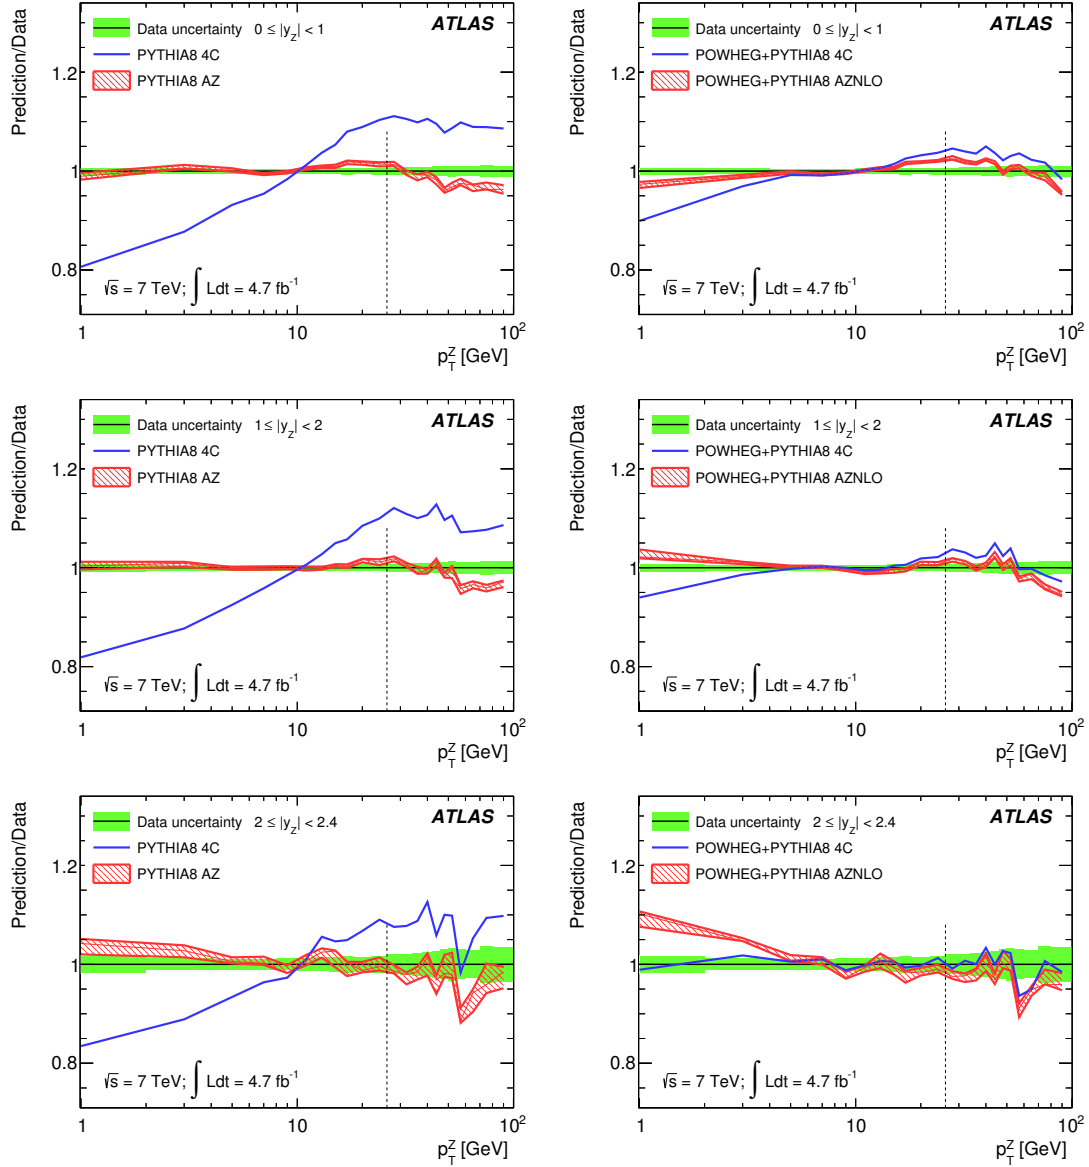 Prediction/Data
ATLAS
Data uncertainty 0 ≤ |y_Z| < 1
PYTHIA8 4C
PYTHIA8 AZ
1.2
1
0.8
√s = 7 TeV; ∫ Ldt = 4.7 fb⁻¹
1 10 10²
p_T^Z [GeV]
Prediction/Data
ATLAS
Data uncertainty 0 ≤ |y_Z| < 1
POWHEG+PYTHIA8 4C
POWHEG+PYTHIA8 AZNLO
1.2
1
0.8
√s = 7 TeV; ∫ Ldt = 4.7 fb⁻¹
1 10 10²
p_T^Z [GeV]
Prediction/Data
ATLAS
Data uncertainty 1 ≤ |y_Z| < 2
PYTHIA8 4C
PYTHIA8 AZ
1.2
1
0.8
√s = 7 TeV; ∫ Ldt = 4.7 fb⁻¹
1 10 10²
p_T^Z [GeV]
Prediction/Data
ATLAS
Data uncertainty 1 ≤ |y_Z| < 2
POWHEG+PYTHIA8 4C
POWHEG+PYTHIA8 AZNLO
1.2
1
0.8
√s = 7 TeV; ∫ Ldt = 4.7 fb⁻¹
1 10 10²
p_T^Z [GeV]
Prediction/Data
ATLAS
Data uncertainty 2 ≤ |y_Z| < 2.4
PYTHIA8 4C
PYTHIA8 AZ
1.2
1
0.8
√s = 7 TeV; ∫ Ldt = 4.7 fb⁻¹
1 10 10²
p_T^Z [GeV]
Prediction/Data
ATLAS
Data uncertainty 2 ≤ |y_Z| < 2.4
POWHEG+PYTHIA8 4C
POWHEG+PYTHIA8 AZNLO
1.2
1
0.8
√s = 7 TeV; ∫ Ldt = 4.7 fb⁻¹
1 10 10²
p_T^Z [GeV]